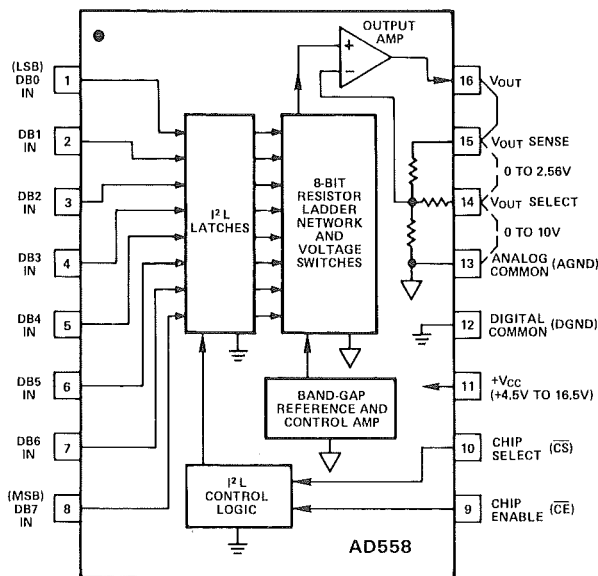 OUTPUT
AMP
+
−
(LSB)
DB0
IN
1
DB1
IN
2
DB2
IN
3
DB3
IN
4
DB4
IN
5
DB5
IN
6
DB6
IN
7
(MSB)
DB7
IN
8
I²L
LATCHES
8-BIT
RESISTOR
LADDER
NETWORK
AND
VOLTAGE
SWITCHES
BAND-GAP
REFERENCE AND
CONTROL AMP
I²L
CONTROL
LOGIC
16 VOUT
15 VOUT SENSE
0 TO 2.56V
14 VOUT SELECT
0 TO 10V
13 ANALOG
COMMON (AGND)
12 DIGITAL
COMMON (DGND)
11 +VCC
(+4.5V TO 16.5V)
10 CHIP
SELECT (C̅S̅)
9 CHIP
ENABLE (C̅E̅)
AD558